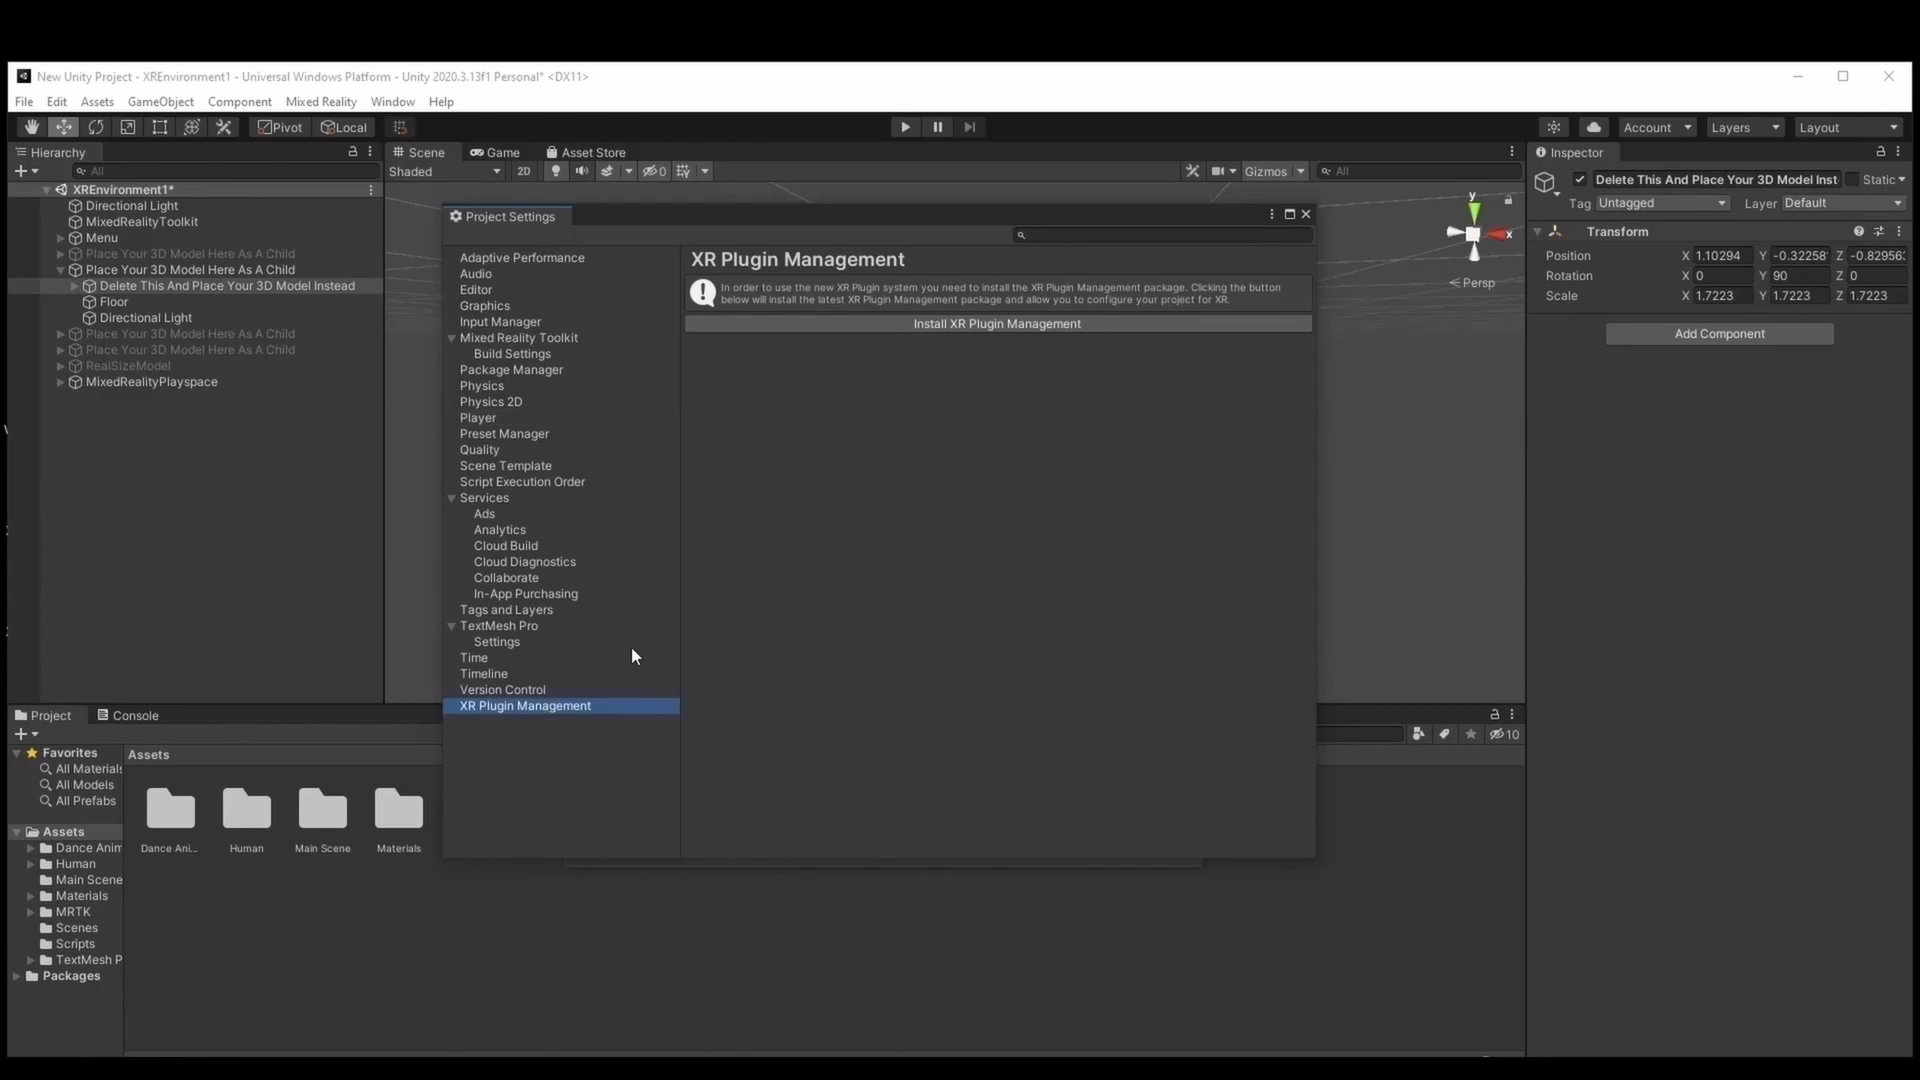 New Unity Project - XREnvironment1 - Universal Windows Platform - Unity 2020.3.13f1 Personal* <DX11>
File Edit Assets GameObject Component Mixed Reality Window Help
Pivot Local Account Layers Layout
Hierarchy
All
XREnvironment1*
Directional Light
MixedRealityToolkit
Menu
Place Your 3D Model Here As A Child
Place Your 3D Model Here As A Child
Delete This And Place Your 3D Model Instead
Floor
Directional Light
Place Your 3D Model Here As A Child
Place Your 3D Model Here As A Child
RealSizeModel
MixedRealityPlayspace
Scene Game Asset Store
Shaded 2D 0 Gizmos All
y
x
Persp
Project Settings
Adaptive Performance
Audio
Editor
Graphics
Input Manager
Mixed Reality Toolkit
Build Settings
Package Manager
Physics
Physics 2D
Player
Preset Manager
Quality
Scene Template
Script Execution Order
Services
Ads
Analytics
Cloud Build
Cloud Diagnostics
Collaborate
In-App Purchasing
Tags and Layers
TextMesh Pro
Settings
Time
Timeline
Version Control
XR Plugin Management
XR Plugin Management
In order to use the new XR Plugin system you need to install the XR Plugin Management package. Clicking the button
below will install the latest XR Plugin Management package and allow you to configure your project for XR.
Install XR Plugin Management
Inspector
Delete This And Place Your 3D Model Inst Static
Tag Untagged Layer Default
Transform
Position X 1.10294 Y -0.32258 Z -0.82956
Rotation X 0 Y 90 Z 0
Scale X 1.7223 Y 1.7223 Z 1.7223
Add Component
Project Console
10
Favorites
All Materials
All Models
All Prefabs
Assets
Dance Anim
Human
Main Scene
Materials
MRTK
Scenes
Scripts
TextMesh P
Packages
Assets
Dance Ani... Human Main Scene Materials